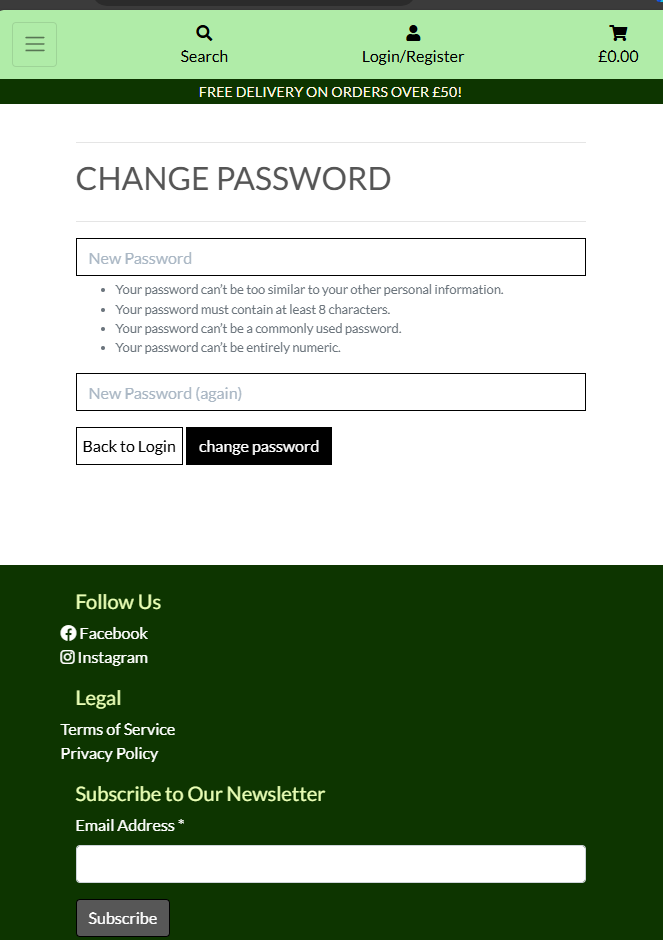 Search
Login/Register
£0.00
FREE DELIVERY ON ORDERS OVER £50!
CHANGE PASSWORD
New Password
Your password can't be too similar to your other personal information.
Your password must contain at least 8 characters.
Your password can't be a commonly used password.
Your password can't be entirely numeric.
New Password (again)
Back to Login change password
Follow Us
Facebook
Instagram
Legal
Terms of Service
Privacy Policy
Subscribe to Our Newsletter
Email Address *
Subscribe